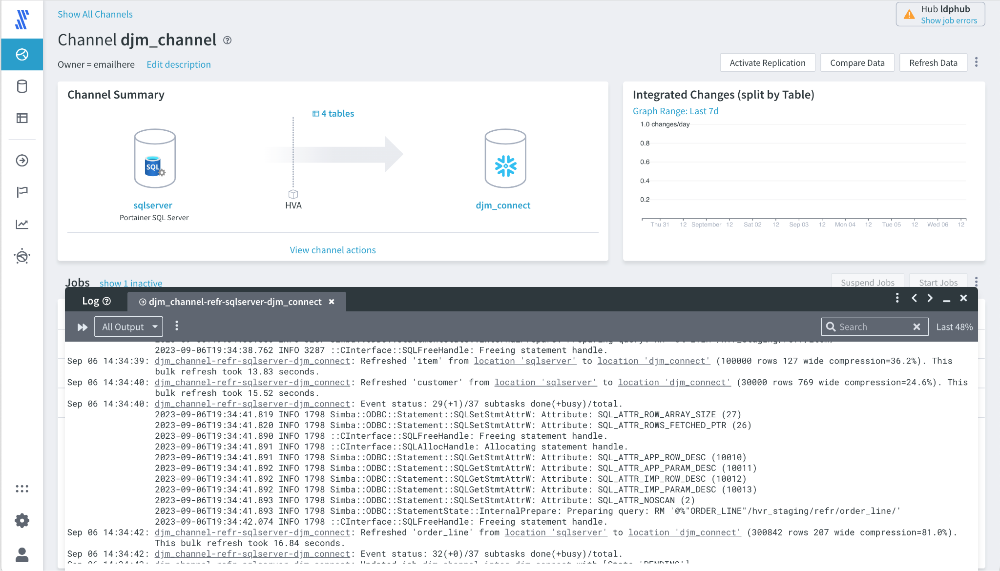 Show All Channels
Hub ldphub
Show job errors
Channel djm_channel
Owner = emailhere Edit description
Activate Replication Compare Data Refresh Data
Channel Summary
4 tables
SQL
sqlserver
Portainer SQL Server
HVA
djm_connect
View channel actions
Integrated Changes (split by Table)
Graph Range: Last 7d
1.0 changes/day
0.8
0.6
0.4
0.2
Thu 31 12 September 12 Sat 02 12 Sep 03 12 Mon 04 12 Tue 05 12 Wed 06 12
Jobs show 1 inactive
Suspend Jobs Start Jobs
Log djm_channel-refr-sqlserver-djm_connect
All Output Search Last 48%
2023-09-06T19:34:38.762 INFO 3287 ::CInterface::SQLFreeHandle: Freeing statement handle.
Sep 06 14:34:39: djm_channel-refr-sqlserver-djm_connect: Refreshed 'item' from location 'sqlserver' to location 'djm_connect' (100000 rows 127 wide compression=36.2%). This
bulk refresh took 13.83 seconds.
Sep 06 14:34:40: djm_channel-refr-sqlserver-djm_connect: Refreshed 'customer' from location 'sqlserver' to location 'djm_connect' (30000 rows 769 wide compression=24.6%). This
bulk refresh took 15.52 seconds.
Sep 06 14:34:40: djm_channel-refr-sqlserver-djm_connect: Event status: 29(+1)/37 subtasks done(+busy)/total.
2023-09-06T19:34:41.819 INFO 1798 Simba::ODBC::Statement::SQLSetStmtAttrW: Attribute: SQL_ATTR_ROW_ARRAY_SIZE (27)
2023-09-06T19:34:41.820 INFO 1798 Simba::ODBC::Statement::SQLSetStmtAttrW: Attribute: SQL_ATTR_ROWS_FETCHED_PTR (26)
2023-09-06T19:34:41.890 INFO 1798 ::CInterface::SQLFreeHandle: Freeing statement handle.
2023-09-06T19:34:41.891 INFO 1798 ::CInterface::SQLAllocHandle: Allocating statement handle.
2023-09-06T19:34:41.891 INFO 1798 Simba::ODBC::Statement::SQLGetStmtAttrW: Attribute: SQL_ATTR_APP_ROW_DESC (10010)
2023-09-06T19:34:41.892 INFO 1798 Simba::ODBC::Statement::SQLGetStmtAttrW: Attribute: SQL_ATTR_APP_PARAM_DESC (10011)
2023-09-06T19:34:41.892 INFO 1798 Simba::ODBC::Statement::SQLGetStmtAttrW: Attribute: SQL_ATTR_IMP_ROW_DESC (10012)
2023-09-06T19:34:41.892 INFO 1798 Simba::ODBC::Statement::SQLGetStmtAttrW: Attribute: SQL_ATTR_IMP_PARAM_DESC (10013)
2023-09-06T19:34:41.893 INFO 1798 Simba::ODBC::Statement::SQLSetStmtAttrW: Attribute: SQL_ATTR_NOSCAN (2)
2023-09-06T19:34:41.893 INFO 1798 Simba::ODBC::StatementState::InternalPrepare: Preparing query: RM '@%"ORDER_LINE"/hvr_staging/refr/order_line/'
2023-09-06T19:34:42.074 INFO 1798 ::CInterface::SQLFreeHandle: Freeing statement handle.
Sep 06 14:34:42: djm_channel-refr-sqlserver-djm_connect: Refreshed 'order_line' from location 'sqlserver' to location 'djm_connect' (300842 rows 207 wide compression=81.0%).
This bulk refresh took 16.84 seconds.
Sep 06 14:34:42: djm_channel-refr-sqlserver-djm_connect: Event status: 32(+0)/37 subtasks done(+busy)/total.